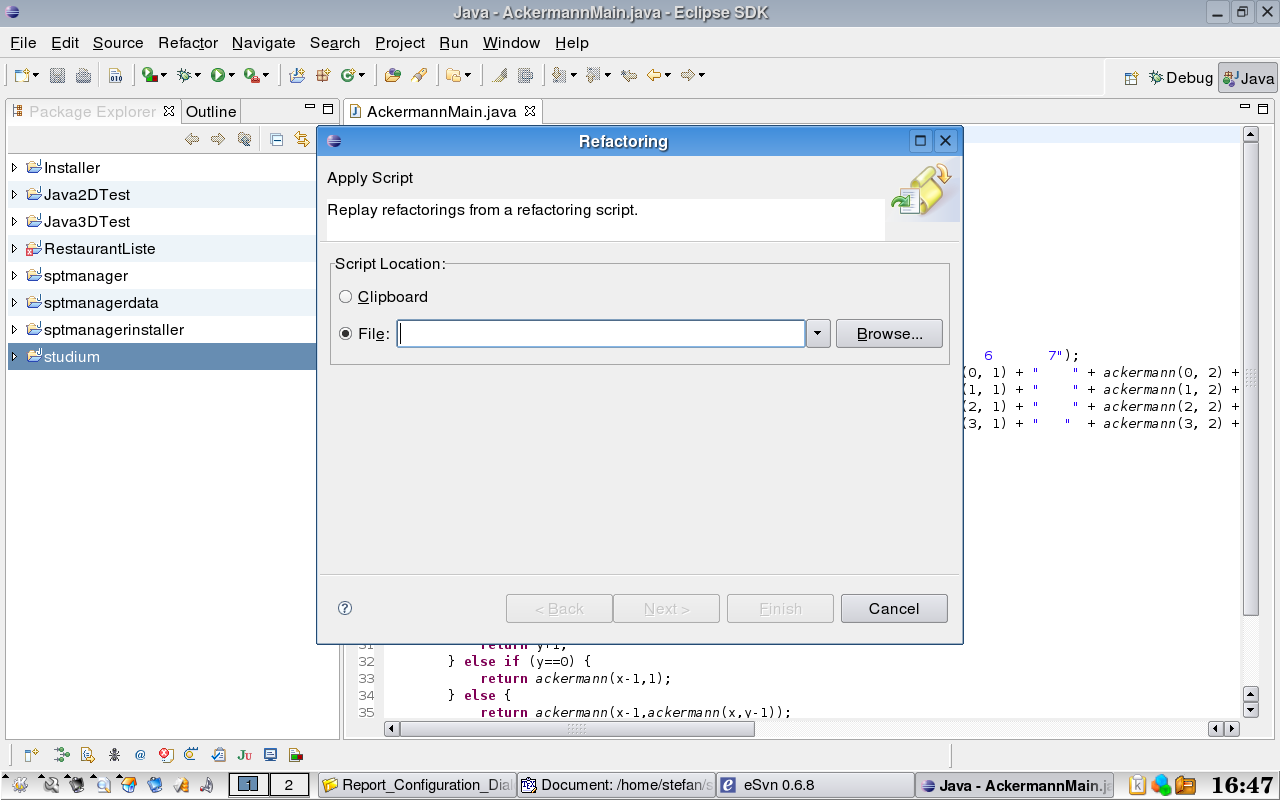 Java - AckermannMain.java - Eclipse SDK
File Edit Source Refactor Navigate Search Project Run Window Help
Debug Java
Package Explorer Outline AckermannMain.java
Refactoring
Apply Script
Replay refactorings from a refactoring script.
Installer
Java2DTest
Java3DTest
RestaurantListe
sptmanager
sptmanagerdata
sptmanagerinstaller
studium
Script Location:
Clipboard
File: Browse...
6 7");
(0, 1) + " " + ackermann(0, 2) +
(1, 1) + " " + ackermann(1, 2) +
(2, 1) + " " + ackermann(2, 2) +
(3, 1) + " " + ackermann(3, 2) +
< Back Next > Finish Cancel
31 return y+1;
32 } else if (y==0) {
33 return ackermann(x-1,1);
34 } else {
35 return ackermann(x-1,ackermann(x,y-1));
1 2 Report_Configuration_Dial Document: /home/stefan/s eSvn 0.6.8 Java - AckermannMain.ja 16:47